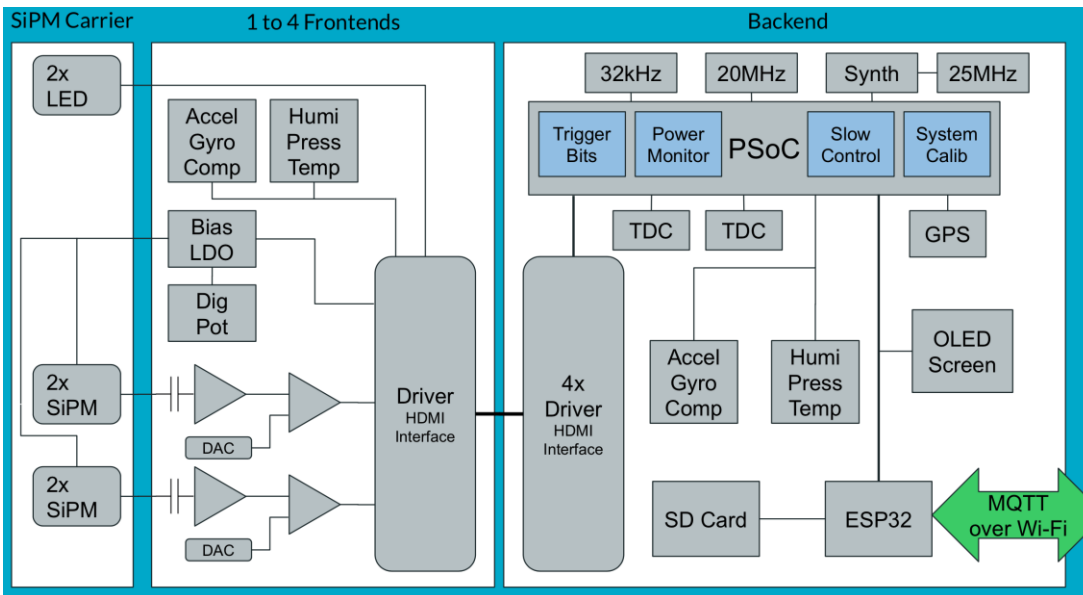 SiPM Carrier
1 to 4 Frontends
Backend
2x
LED
Accel
Gyro
Comp
Humi
Press
Temp
Bias
LDO
Dig
Pot
2x
SiPM
DAC
2x
SiPM
DAC
Driver
HDMI
Interface
4x
Driver
HDMI
Interface
32kHz
20MHz
Synth
25MHz
Trigger
Bits
Power
Monitor
PSoC
Slow
Control
System
Calib
TDC
TDC
GPS
Accel
Gyro
Comp
Humi
Press
Temp
OLED
Screen
SD Card
ESP32
MQTT
over Wi-Fi